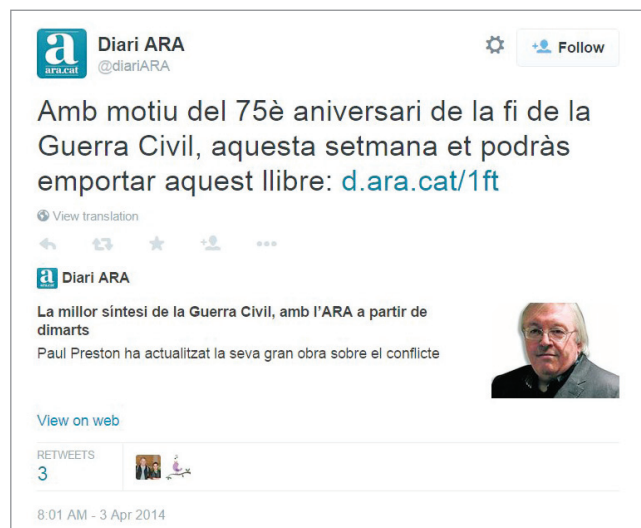 a
ara.cat
Diari ARA
@diariARA
Follow
Amb motiu del 75è aniversari de la fi de la
Guerra Civil, aquesta setmana et podràs
emportar aquest llibre: d.ara.cat/1ft
View translation
a Diari ARA
La millor síntesi de la Guerra Civil, amb l'ARA a partir de
dimarts
Paul Preston ha actualitzat la seva gran obra sobre el conflicte
View on web
RETWEETS
3
8:01 AM - 3 Apr 2014